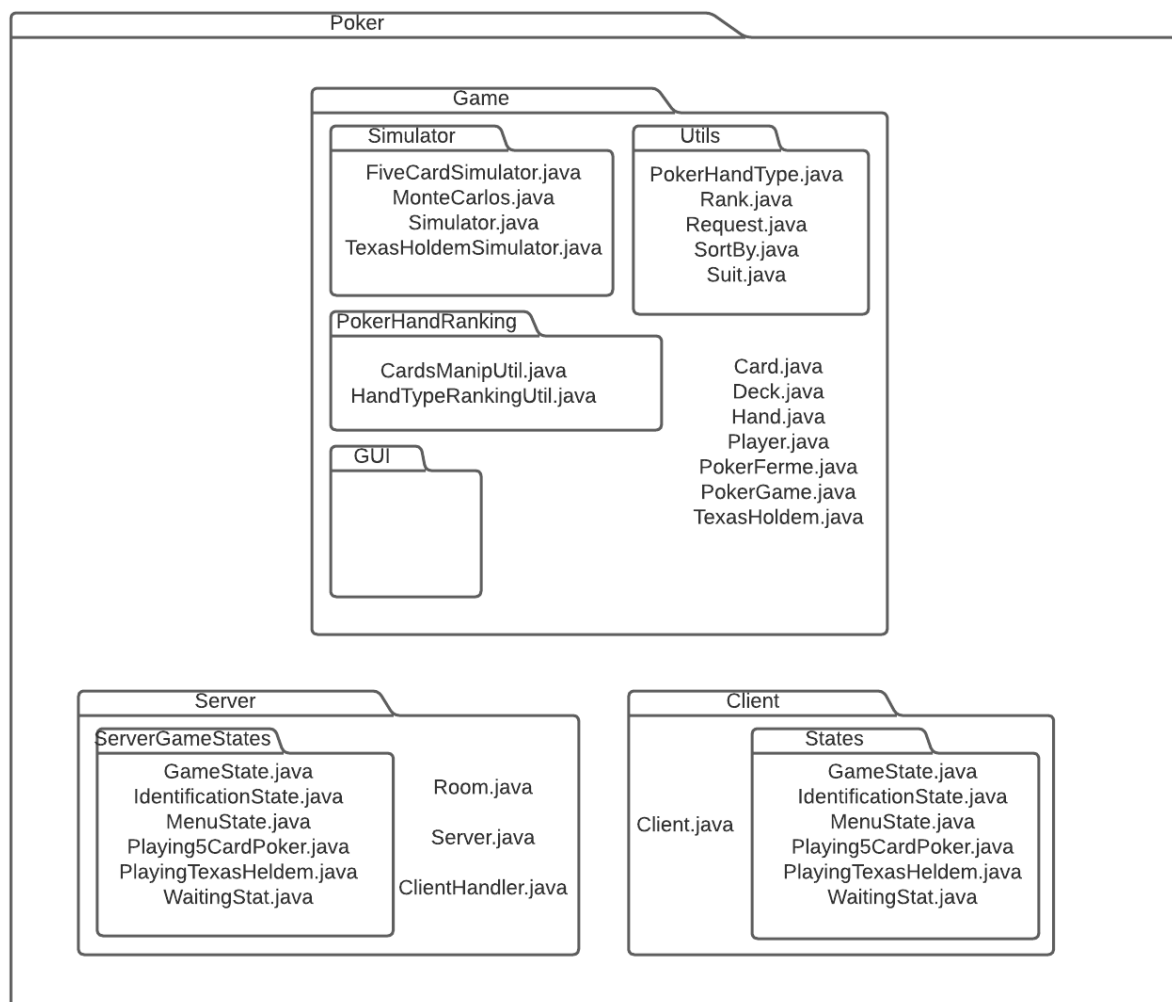 Poker
Game
Simulator
FiveCardSimulator.java
MonteCarlos.java
Simulator.java
TexasHoldemSimulator.java
Utils
PokerHandType.java
Rank.java
Request.java
SortBy.java
Suit.java
PokerHandRanking
CardsManipUtil.java
HandTypeRankingUtil.java
Card.java
Deck.java
Hand.java
Player.java
PokerFerme.java
PokerGame.java
TexasHoldem.java
GUI
Server
ServerGameStates
GameState.java
IdentificationState.java
MenuState.java
Playing5CardPoker.java
PlayingTexasHeldem.java
WaitingStat.java
Room.java
Server.java
ClientHandler.java
Client
Client.java
States
GameState.java
IdentificationState.java
MenuState.java
Playing5CardPoker.java
PlayingTexasHeldem.java
WaitingStat.java